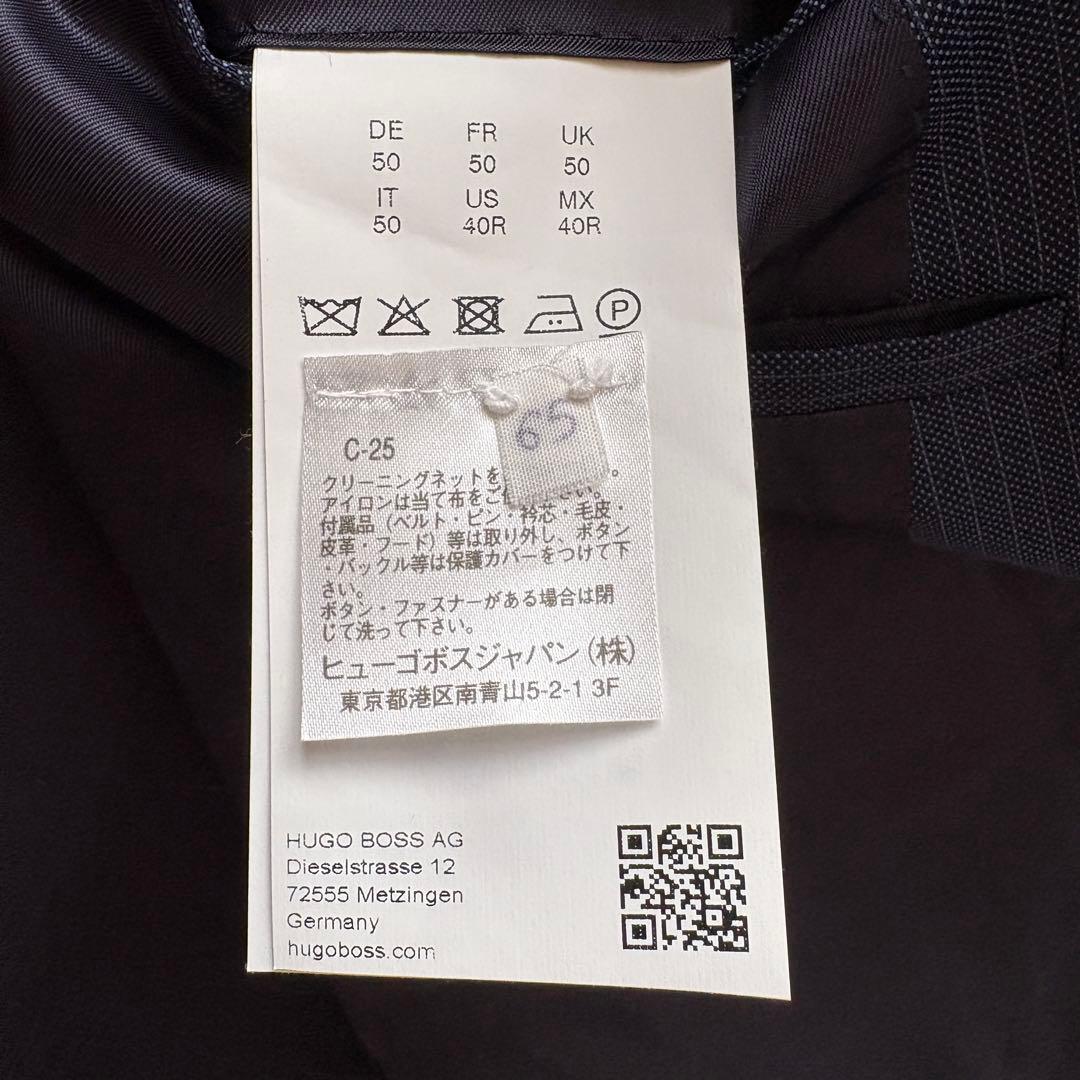 DE FR UK
50 50 50
IT US MX
50 40R 40R
P
65
C-25
クリーニングネットを 。
アイロンは当て布をご さい。
付属品(ベルト・ピン・衿芯・毛皮・
皮革・フード)等は取り外し、ボタン
・バックル等は保護カバーをつけて下
さい。
ボタン・ファスナーがある場合は閉
じて洗って下さい。
ヒューゴボスジャパン(株)
東京都港区南青山5-2-1 3F
HUGO BOSS AG
Dieselstrasse 12
72555 Metzingen
Germany
hugoboss.com